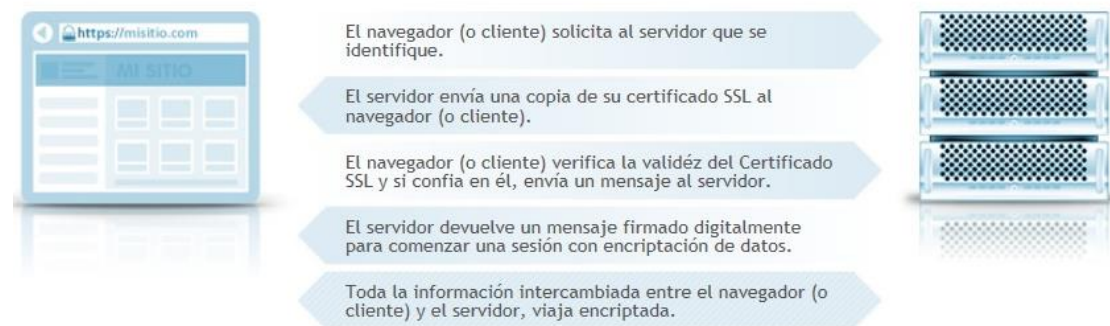 https://misitio.com
MI SITIO
El navegador (o cliente) solicita al servidor que se
identifique.
El servidor envía una copia de su certificado SSL al
navegador (o cliente).
El navegador (o cliente) verifica la validéz del Certificado
SSL y si confia en él, envía un mensaje al servidor.
El servidor devuelve un mensaje firmado digitalmente
para comenzar una sesión con encriptación de datos.
Toda la información intercambiada entre el navegador (o
cliente) y el servidor, viaja encriptada.